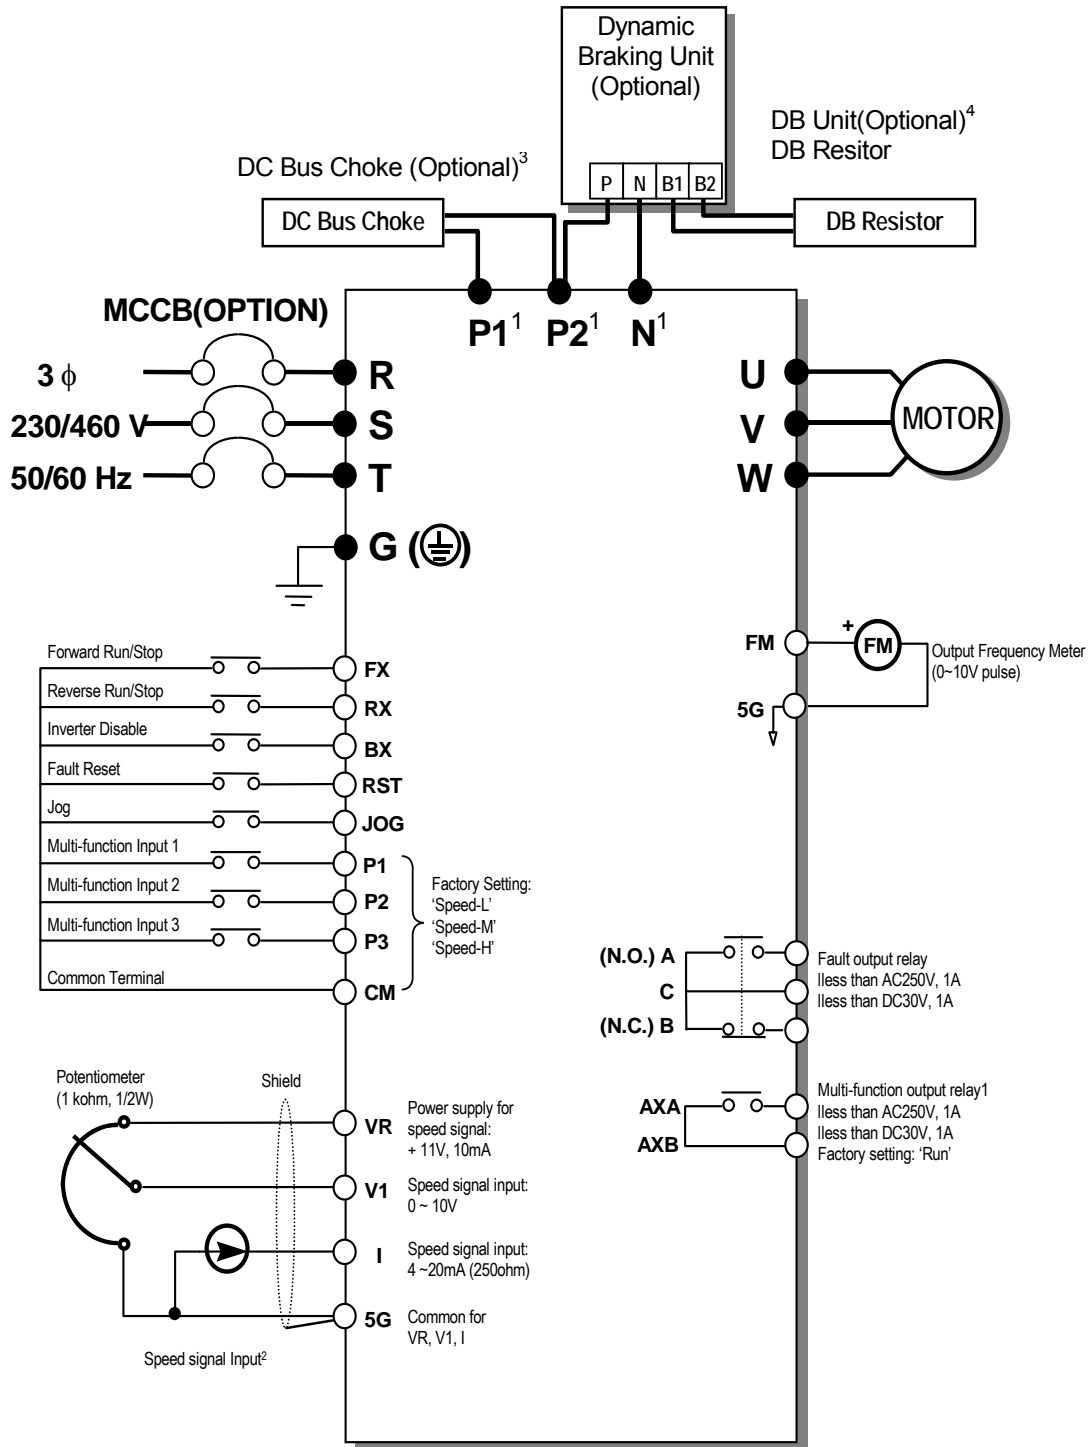 Dynamic
Braking Unit
(Optional)
DB Unit(Optional)4
DB Resitor
DC Bus Choke (Optional)3
P N B1 B2
DC Bus Choke
DB Resistor
MCCB(OPTION)
P1¹ P2¹ N¹
3 ϕ
R
U
230/460 V
S
V
MOTOR
50/60 Hz
T
W
G ( )
Forward Run/Stop
FX
Reverse Run/Stop
RX
Inverter Disable
BX
Fault Reset
RST
Jog
JOG
Multi-function Input 1
P1
Multi-function Input 2
P2
Multi-function Input 3
P3
Common Terminal
CM
Factory Setting:
‘Speed-L’
‘Speed-M’
‘Speed-H’
FM
+
FM
Output Frequency Meter
(0~10V pulse)
5G
(N.O.) A
C
(N.C.) B
Fault output relay
lless than AC250V, 1A
lless than DC30V, 1A
AXA
AXB
Multi-function output relay1
lless than AC250V, 1A
lless than DC30V, 1A
Factory setting: ‘Run’
Potentiometer
(1 kohm, 1/2W)
Shield
VR
Power supply for
speed signal:
+ 11V, 10mA
V1
Speed signal input:
0 ~ 10V
I
Speed signal input:
4 ~20mA (250ohm)
5G
Common for
VR, V1, I
Speed signal Input²